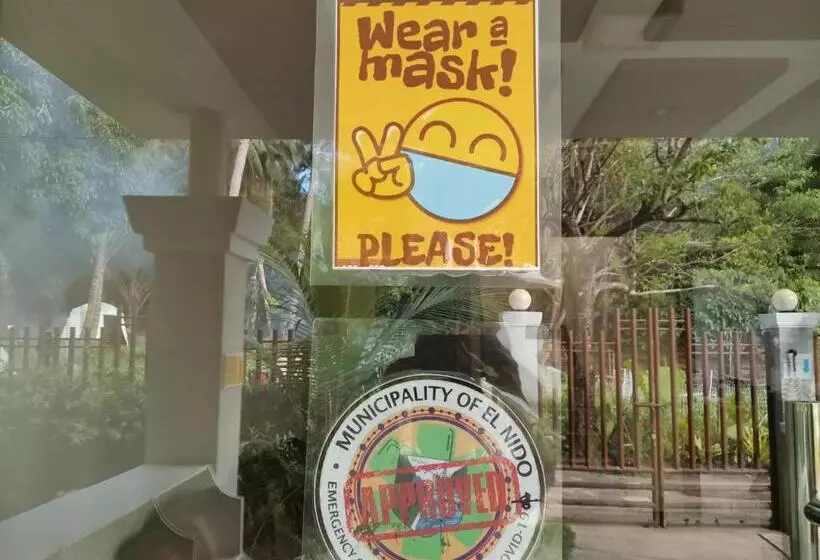 Wear a
mask!
PLEASE!
MUNICIPALITY OF EL NIDO
APPROVED
EMERGENCY
COVID-19